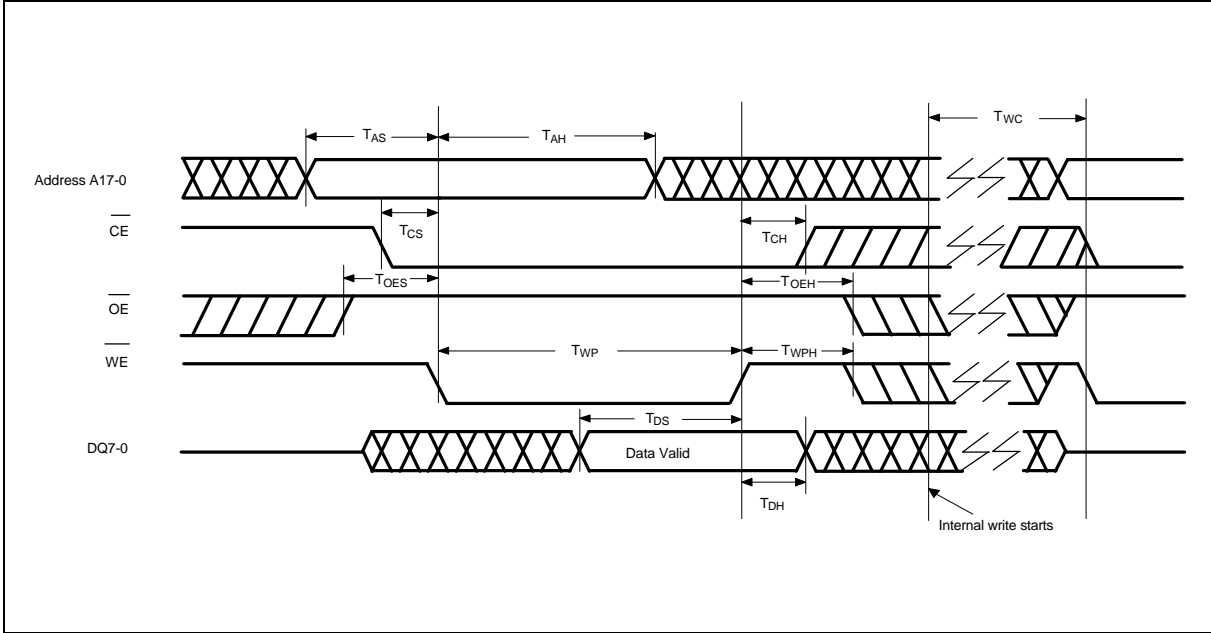 TWC
TAS
TAH
Address A17-0
CE
TCS
TCH
TOES
TOEH
OE
TWP
TWPH
WE
TDS
DQ7-0
Data Valid
TDH
Internal write starts